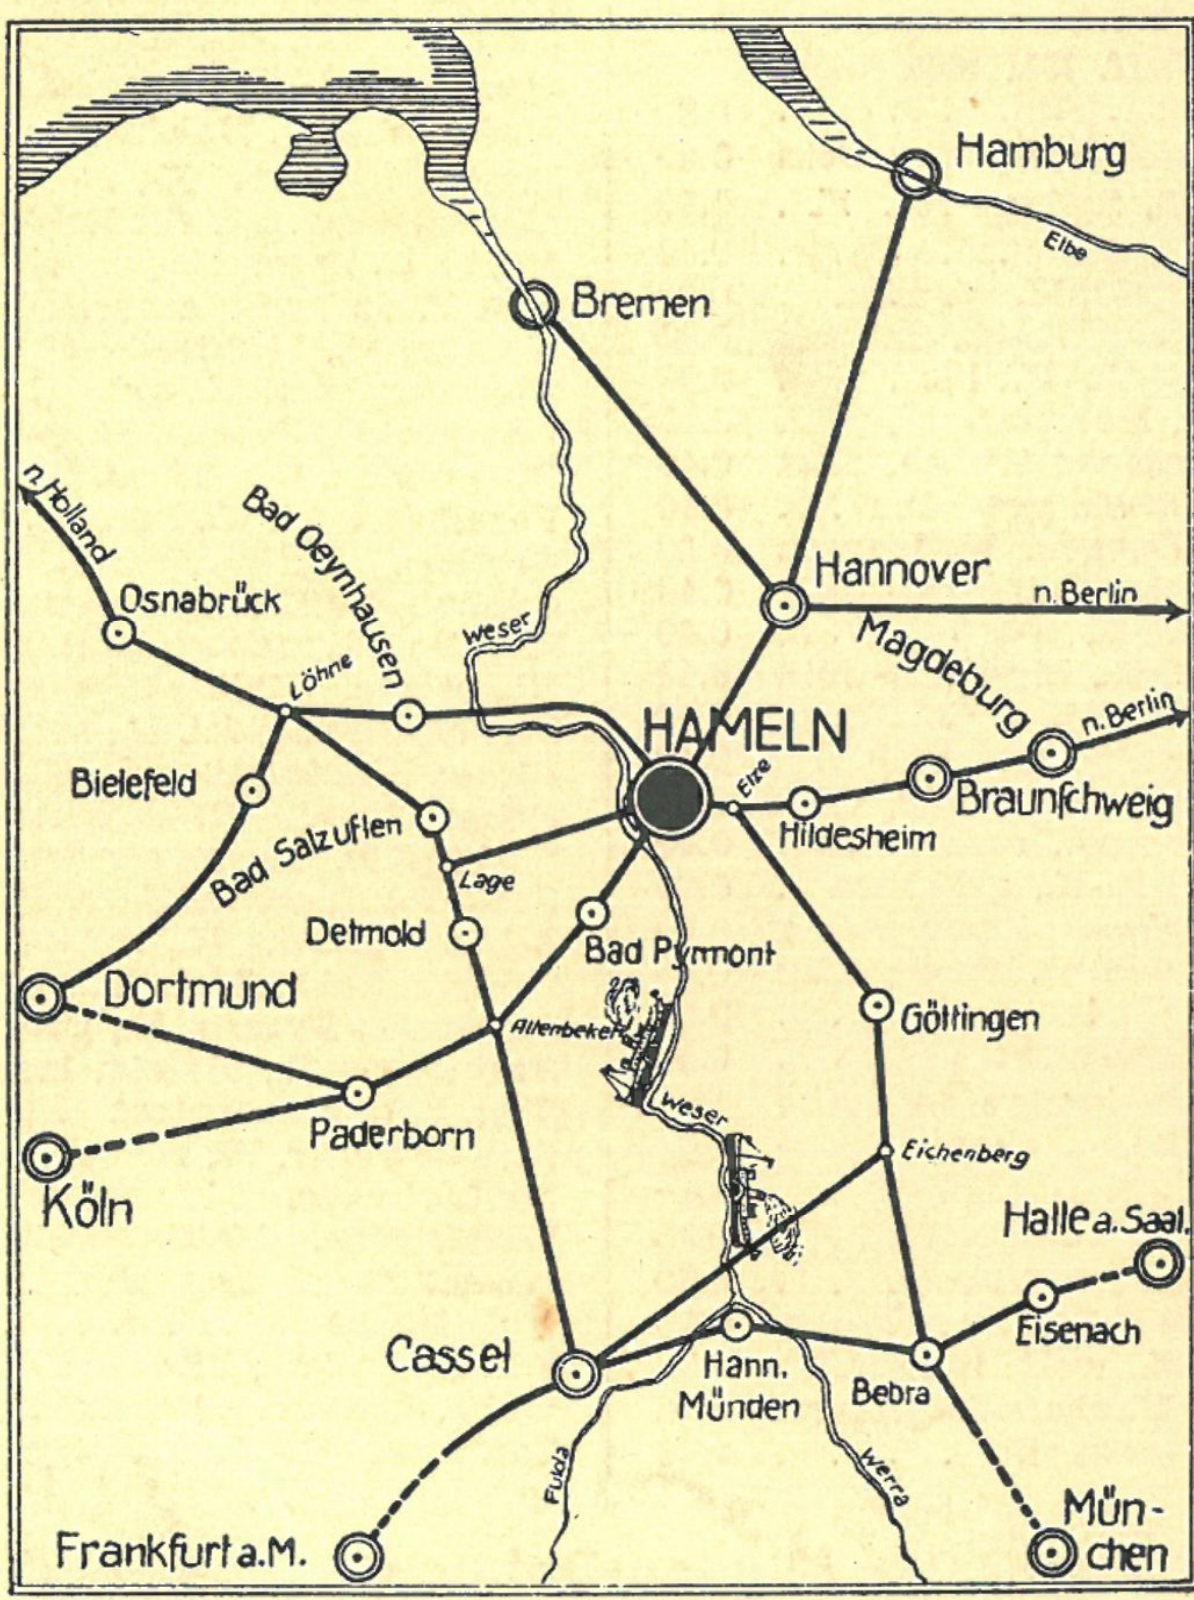 Hamburg
Elbe
Bremen
n. Holland
Bad Oeynhausen
Hannover
n. Berlin
Osnabrück
Weser
Magdeburg
Löhne
HAMELN
n. Berlin
Bielefeld
Elze
Braunſchweig
Bad Salzuflen
Hildesheim
Lage
Detmold
Bad Pyrmont
Dortmund
Altenbeken
Göttingen
Weser
Paderborn
Eichenberg
Köln
Halle a. Saal.
Eisenach
Cassel
Hann.
Münden
Bebra
Fulda
Werra
Mün-
chen
Frankfurt a. M.